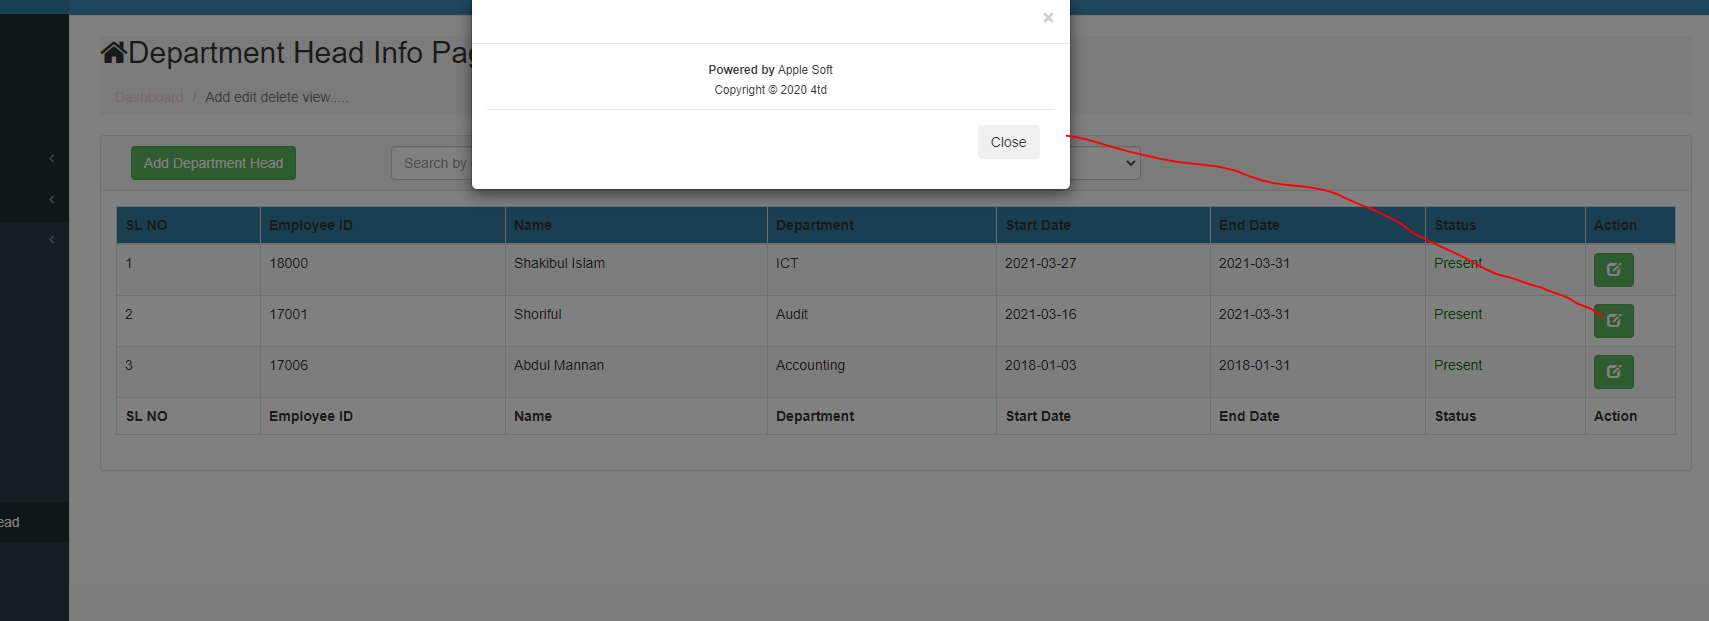 ×
Department Head Info Pag
Powered by Apple Soft
Copyright © 2020 4td
Dashboard / Add edit delete view.....
Close
Add Department Head
Search by
SL NO Employee ID Name Department Start Date End Date Status Action
1 18000 Shakibul Islam ICT 2021-03-27 2021-03-31 Present
2 17001 Shoriful Audit 2021-03-16 2021-03-31 Present
3 17006 Abdul Mannan Accounting 2018-01-03 2018-01-31 Present
SL NO Employee ID Name Department Start Date End Date Status Action
ead